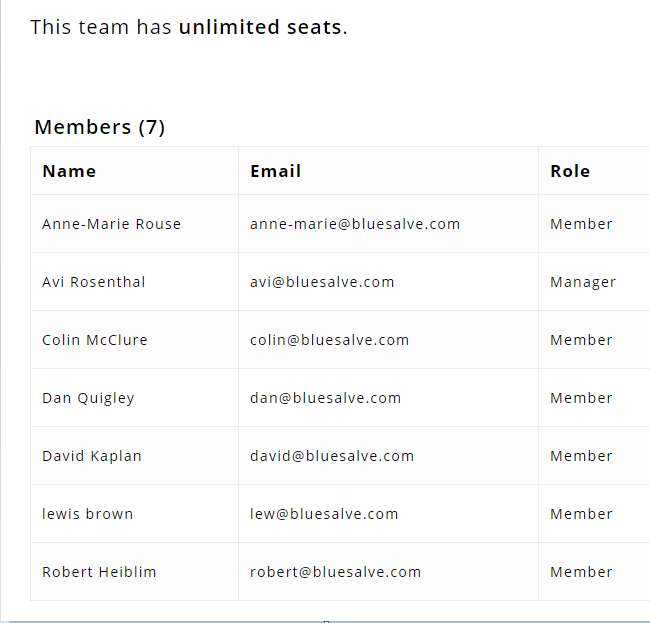 This team has unlimited seats.
Members (7)
Name Email Role
Anne-Marie Rouse anne-marie@bluesalve.com Member
Avi Rosenthal avi@bluesalve.com Manager
Colin McClure colin@bluesalve.com Member
Dan Quigley dan@bluesalve.com Member
David Kaplan david@bluesalve.com Member
lewis brown lew@bluesalve.com Member
Robert Heiblim robert@bluesalve.com Member